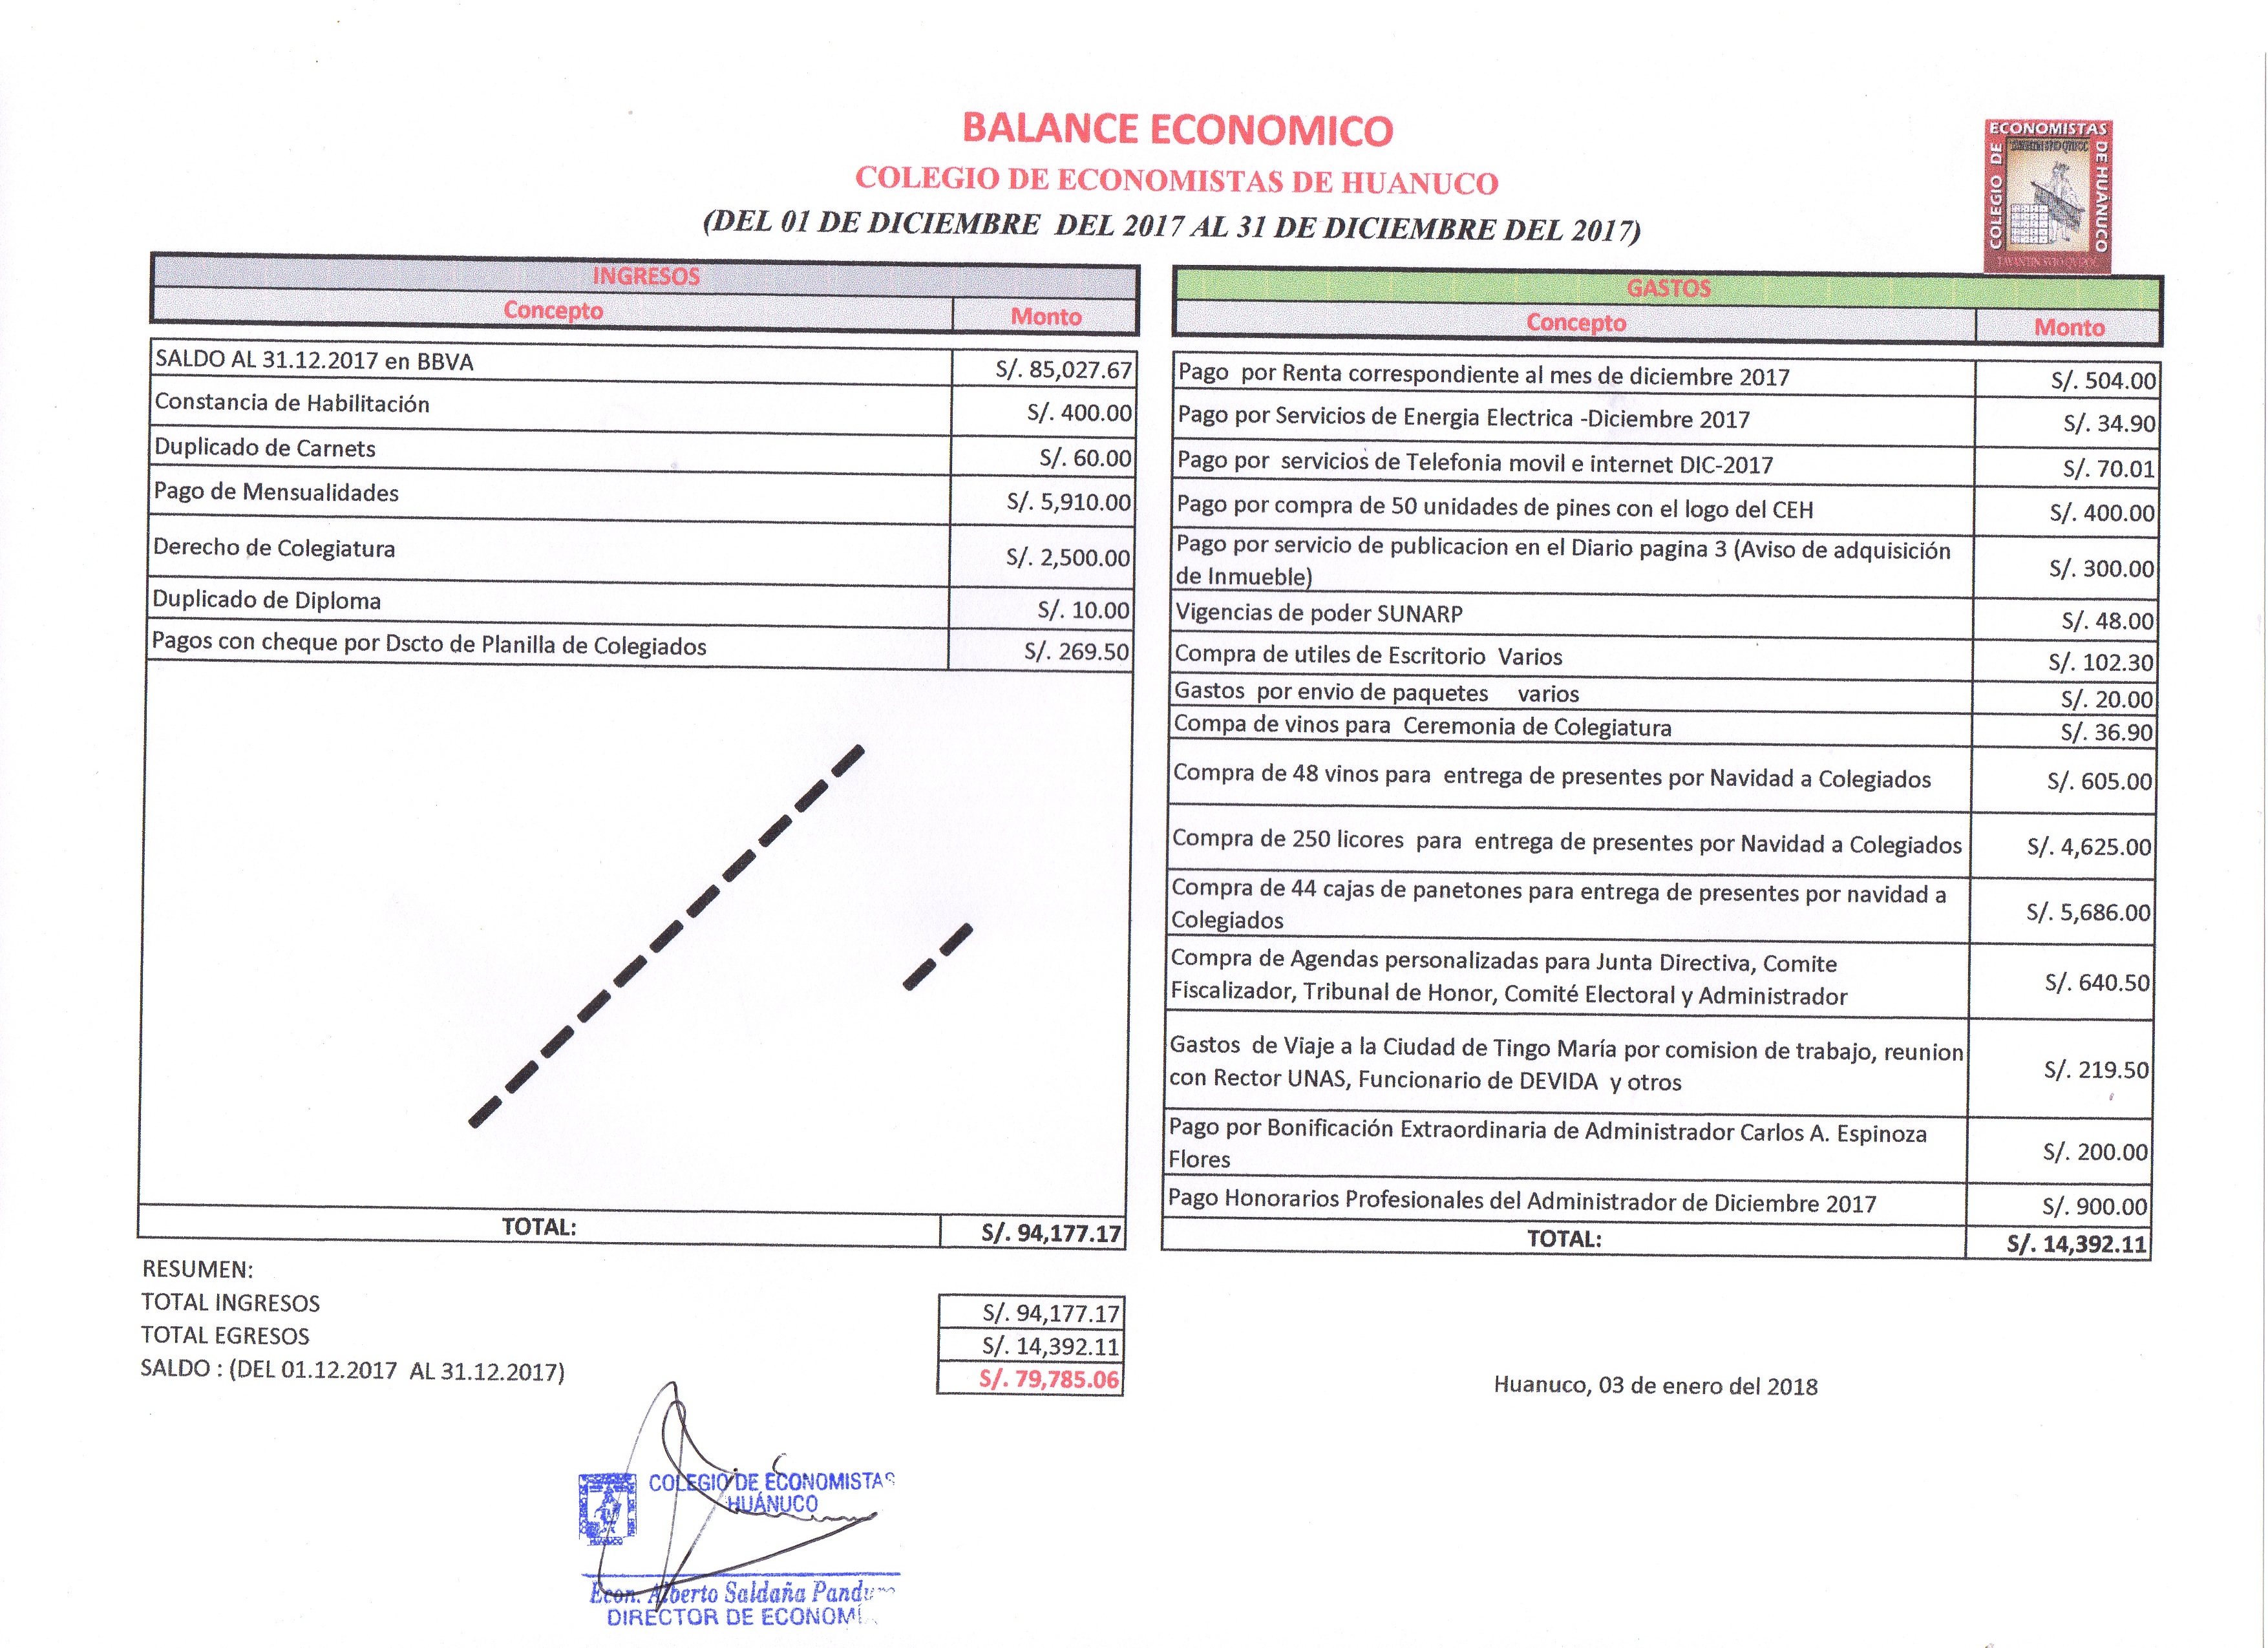 BALANCE ECONOMICO
COLEGIO DE ECONOMISTAS DE HUANUCO
(DEL 01 DE DICIEMBRE DEL 2017 AL 31 DE DICIEMBRE DEL 2017)
ECONOMISTAS
COLEGIO DE
DE HUANUCO
INGRESOS
Concepto Monto
SALDO AL 31.12.2017 en BBVA S/. 85,027.67
Constancia de Habilitación S/. 400.00
Duplicado de Carnets S/. 60.00
Pago de Mensualidades S/. 5,910.00
Derecho de Colegiatura S/. 2,500.00
Duplicado de Diploma S/. 10.00
Pagos con cheque por Dscto de Planilla de Colegiados S/. 269.50
TOTAL: S/. 94,177.17
GASTOS
Concepto Monto
Pago por Renta correspondiente al mes de diciembre 2017 S/. 504.00
Pago por Servicios de Energia Electrica -Diciembre 2017 S/. 34.90
Pago por servicios de Telefonia movil e internet DIC-2017 S/. 70.01
Pago por compra de 50 unidades de pines con el logo del CEH S/. 400.00
Pago por servicio de publicacion en el Diario pagina 3 (Aviso de adquisición
de Inmueble) S/. 300.00
Vigencias de poder SUNARP S/. 48.00
Compra de utiles de Escritorio Varios S/. 102.30
Gastos por envio de paquetes varios S/. 20.00
Compa de vinos para Ceremonia de Colegiatura S/. 36.90
Compra de 48 vinos para entrega de presentes por Navidad a Colegiados S/. 605.00
Compra de 250 licores para entrega de presentes por Navidad a Colegiados S/. 4,625.00
Compra de 44 cajas de panetones para entrega de presentes por navidad a
Colegiados S/. 5,686.00
Compra de Agendas personalizadas para Junta Directiva, Comite
Fiscalizador, Tribunal de Honor, Comité Electoral y Administrador S/. 640.50
Gastos de Viaje a la Ciudad de Tingo María por comision de trabajo, reunion
con Rector UNAS, Funcionario de DEVIDA y otros S/. 219.50
Pago por Bonificación Extraordinaria de Administrador Carlos A. Espinoza
Flores S/. 200.00
Pago Honorarios Profesionales del Administrador de Diciembre 2017 S/. 900.00
TOTAL: S/. 14,392.11
RESUMEN:
TOTAL INGRESOS S/. 94,177.17
TOTAL EGRESOS S/. 14,392.11
SALDO : (DEL 01.12.2017 AL 31.12.2017) S/. 79,785.06
Huanuco, 03 de enero del 2018
COLEGIO DE ECONOMISTAS
HUÁNUCO
Econ. Alberto Saldaña
DIRECTOR DE ECONOMÍ